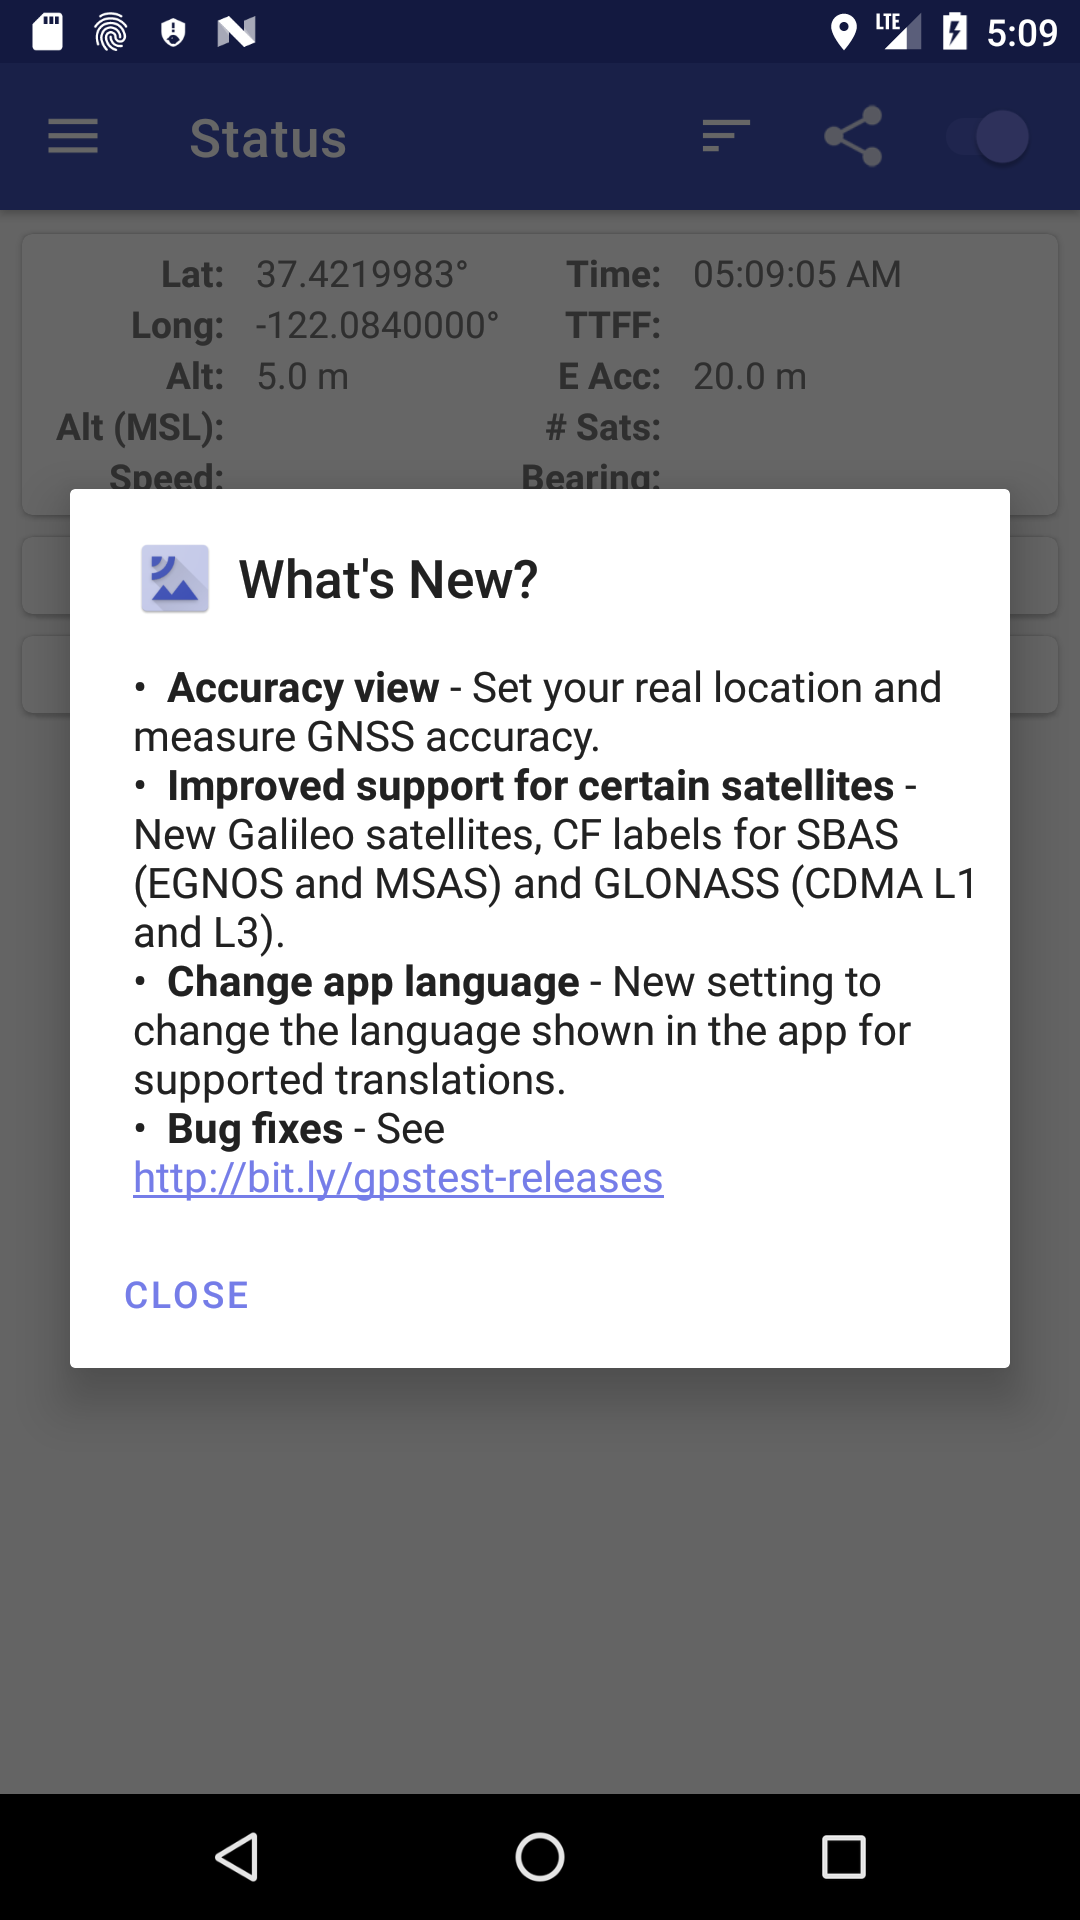 LTE 5:09
Status
Lat: 37.4219983° Time: 05:09:05 AM
Long: -122.0840000° TTFF:
Alt: 5.0 m E Acc: 20.0 m
Alt (MSL): # Sats:
Speed: Bearing:
What's New?
• Accuracy view - Set your real location and
measure GNSS accuracy.
• Improved support for certain satellites -
New Galileo satellites, CF labels for SBAS
(EGNOS and MSAS) and GLONASS (CDMA L1
and L3).
• Change app language - New setting to
change the language shown in the app for
supported translations.
• Bug fixes - See
http://bit.ly/gpstest-releases
CLOSE